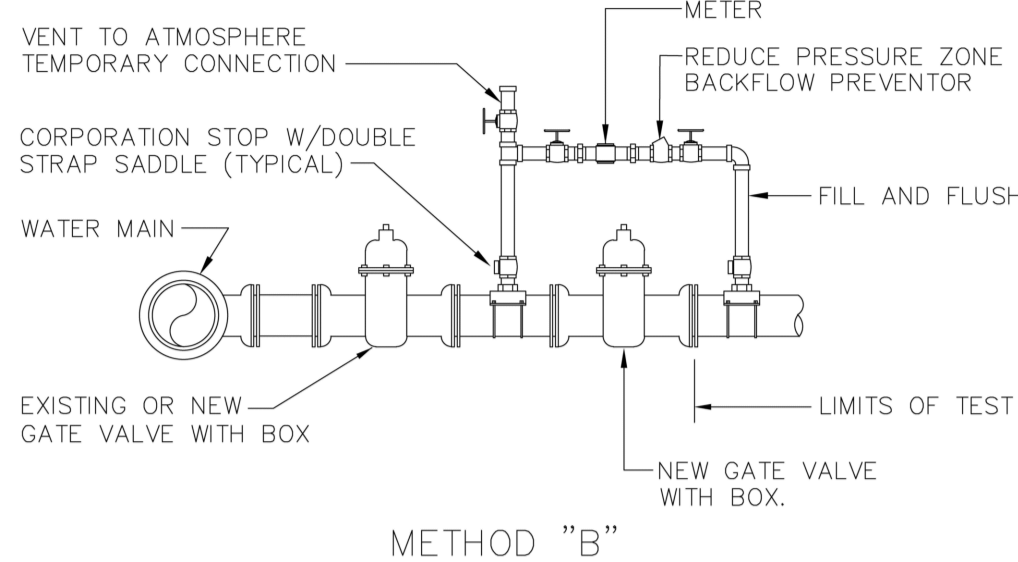 METER
VENT TO ATMOSPHERE
TEMPORARY CONNECTION
REDUCE PRESSURE ZONE
BACKFLOW PREVENTOR
CORPORATION STOP W/DOUBLE
STRAP SADDLE (TYPICAL)
FILL AND FLUSH
WATER MAIN
EXISTING OR NEW
GATE VALVE WITH BOX
LIMITS OF TEST
NEW GATE VALVE
WITH BOX.
METHOD "B"